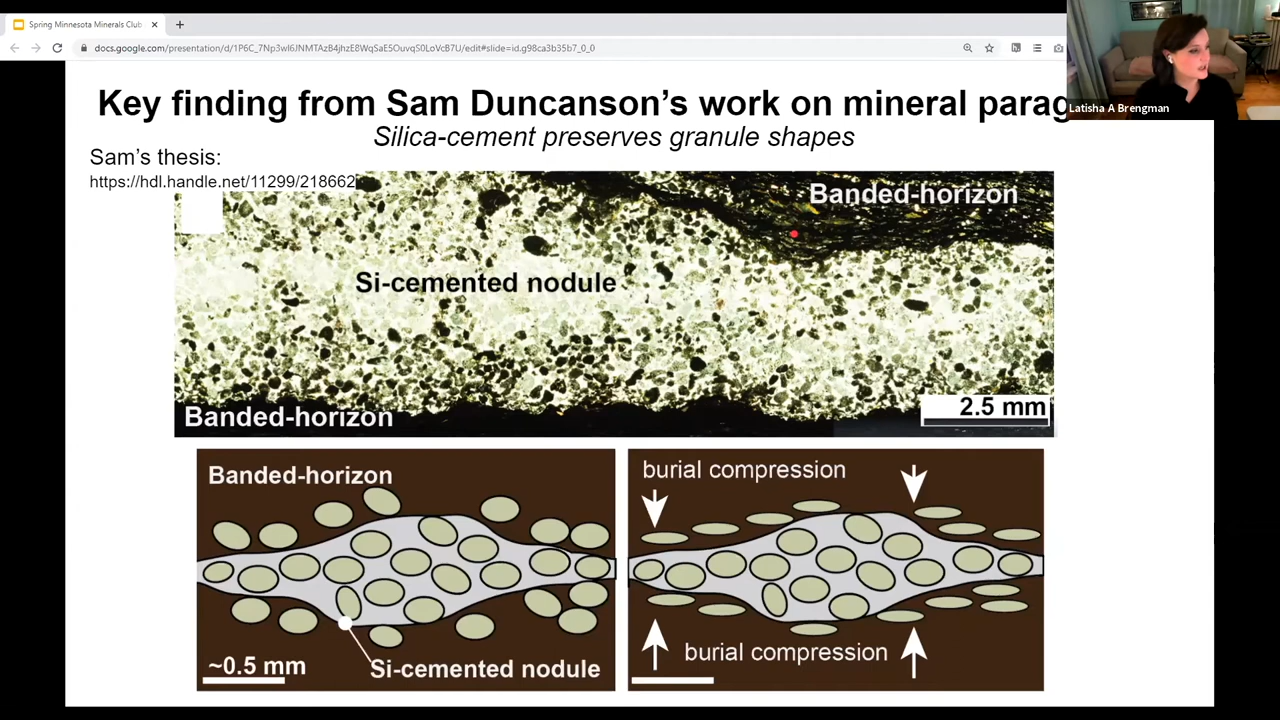 Spring Minnesota Minerals Club
docs.google.com/presentation/d/1P6C_7Np3wI6JNMTAzB4jhzE8WqSaE5OuvqS0LoVcB7U/edit#slide=id.g98ca3b35b7_0_0
Latisha A Brengman
Key finding from Sam Duncanson's work on mineral parag
Silica-cement preserves granule shapes
Sam's thesis:
https://hdl.handle.net/11299/218662
Banded-horizon
Si-cemented nodule
Banded-horizon
2.5 mm
Banded-horizon
~0.5 mm
Si-cemented nodule
burial compression
burial compression